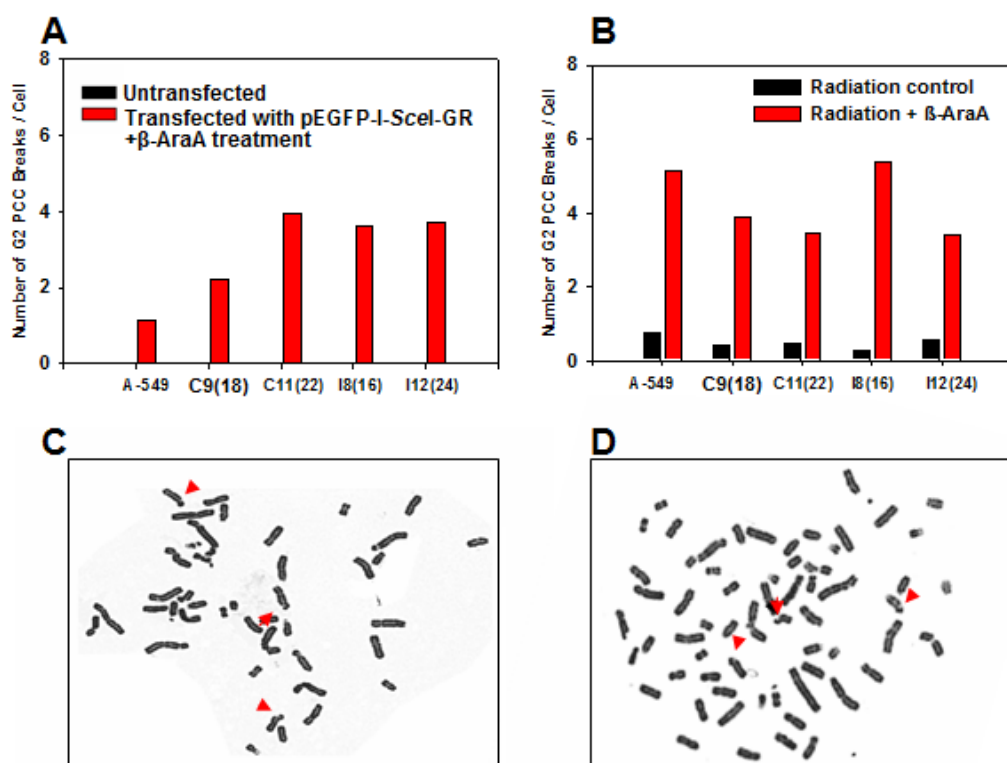 A
Number of G2 PCC Breaks / Cell
8
6
4
2
0
Untransfected
Transfected with pEGFP-I-SceI-GR
+β-AraA treatment
A -549
C9(18)
C11(22)
I8(16)
I12(24)
B
Number of G2 PCC Breaks / Cell
8
6
4
2
0
Radiation control
Radiation + ß-AraA
A -549
C9(18)
C11(22)
I8(16)
I12(24)
C
D